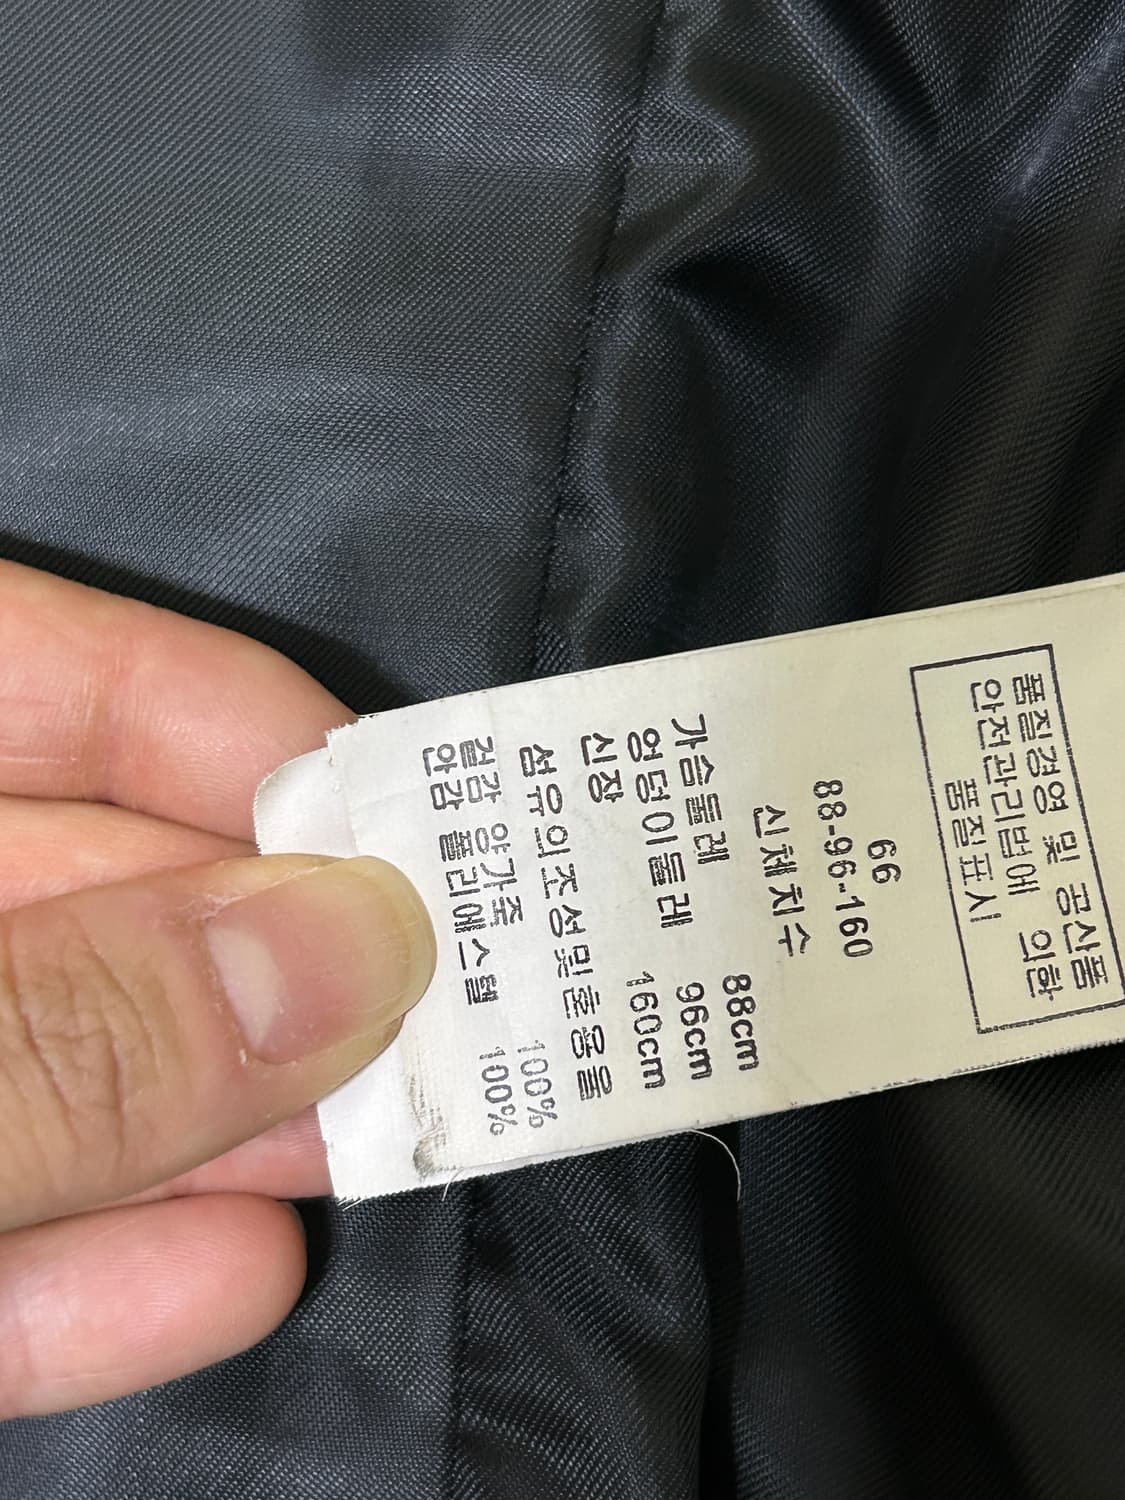 품질경영 및 공산품
안전관리법에 의한
품질표시
66
88-96-160
신체치수
가슴둘레 88cm
엉덩이둘레 96cm
신장 160cm
섬유의조성및혼용율
겉감 양가죽 100%
안감 폴리에스텔 100%